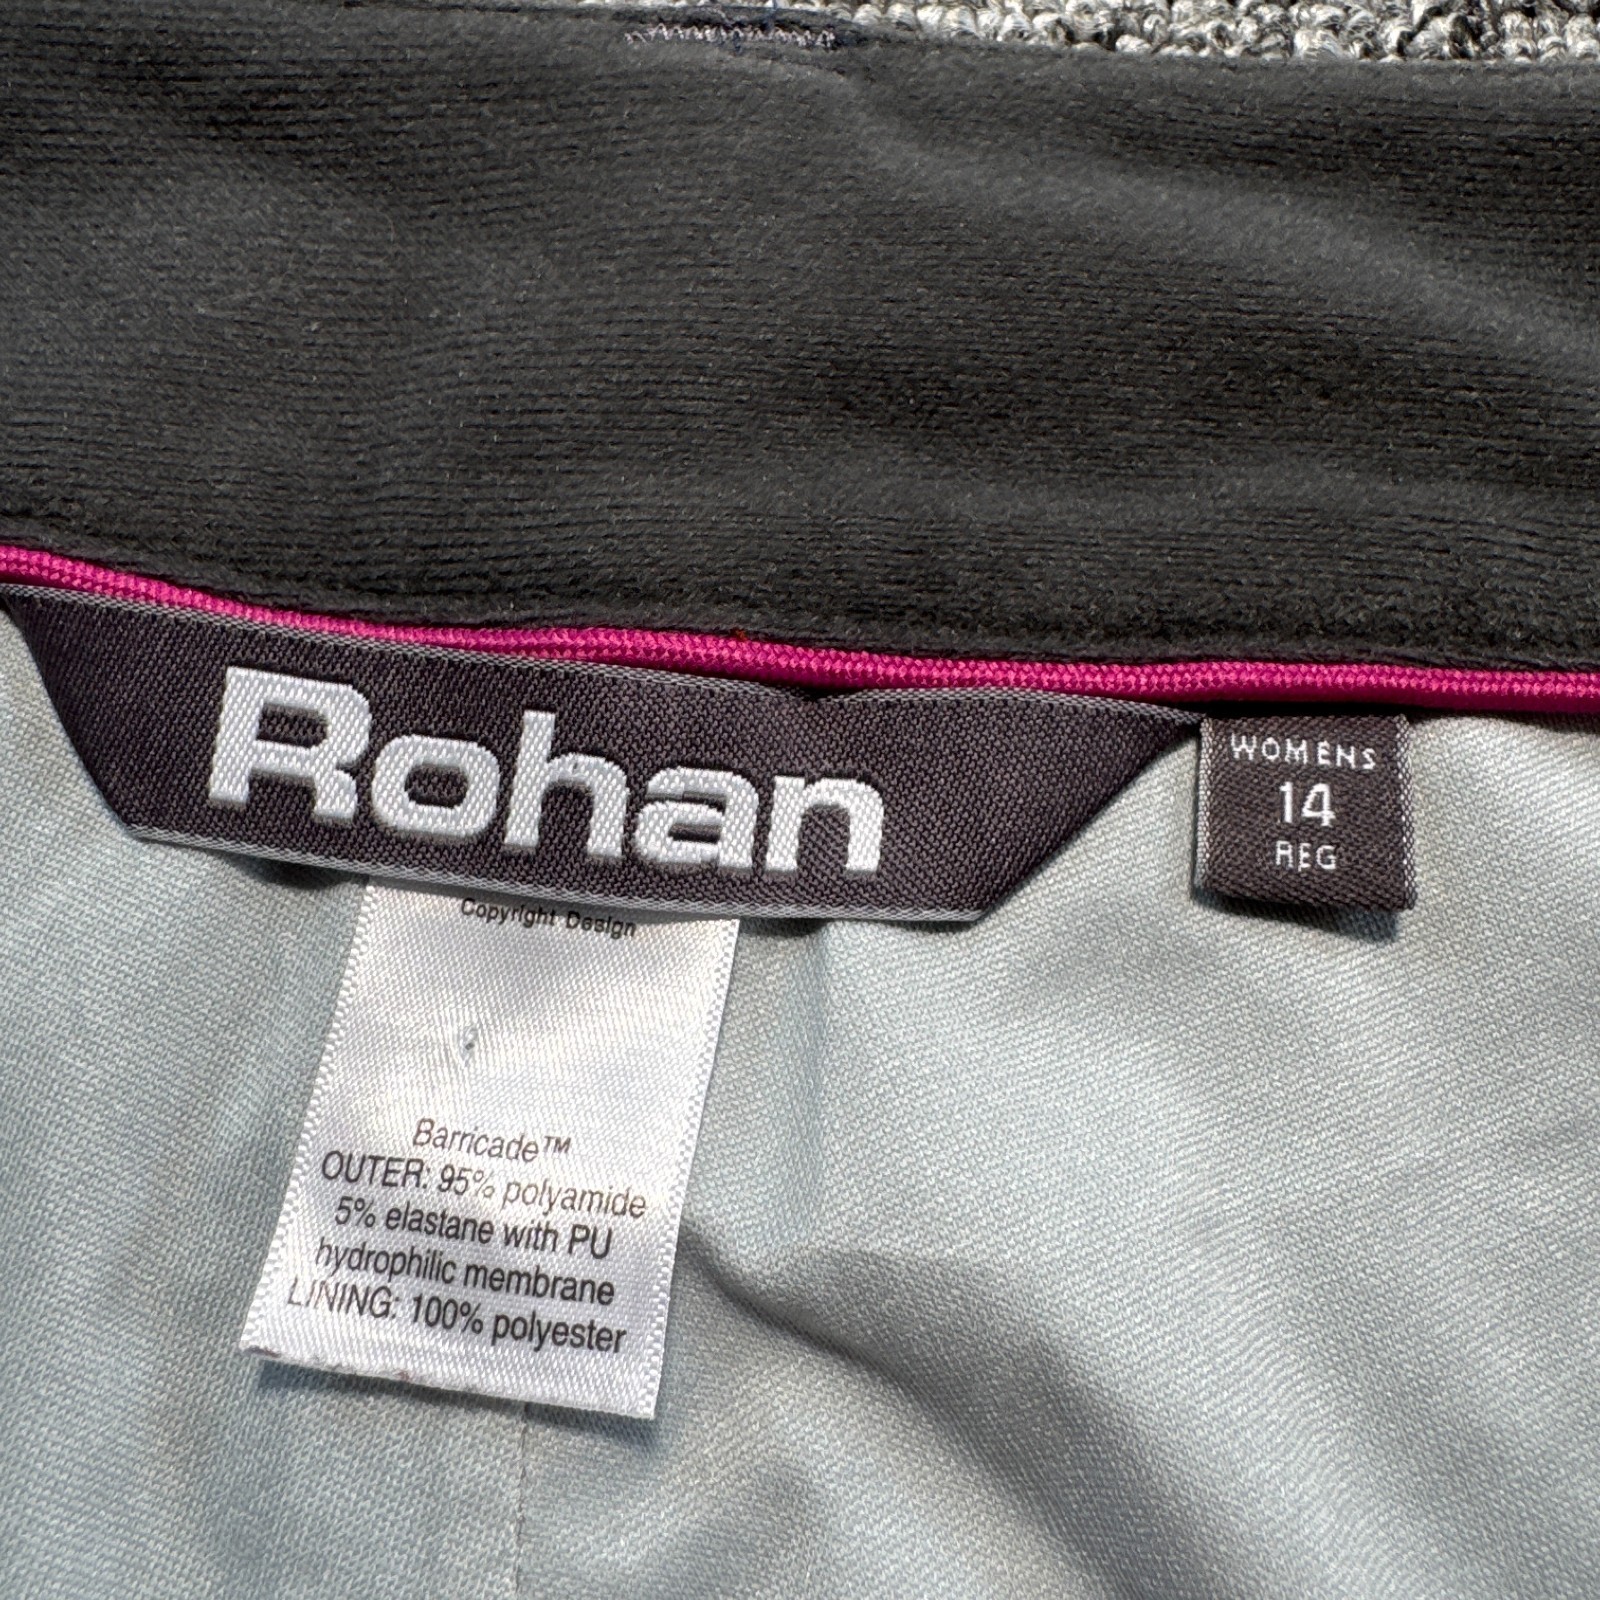 Rohan
WOMENS
14
REG
Copyright Design
Barricade™
OUTER: 95% polyamide
5% elastane with PU
hydrophilic membrane
LINING: 100% polyester